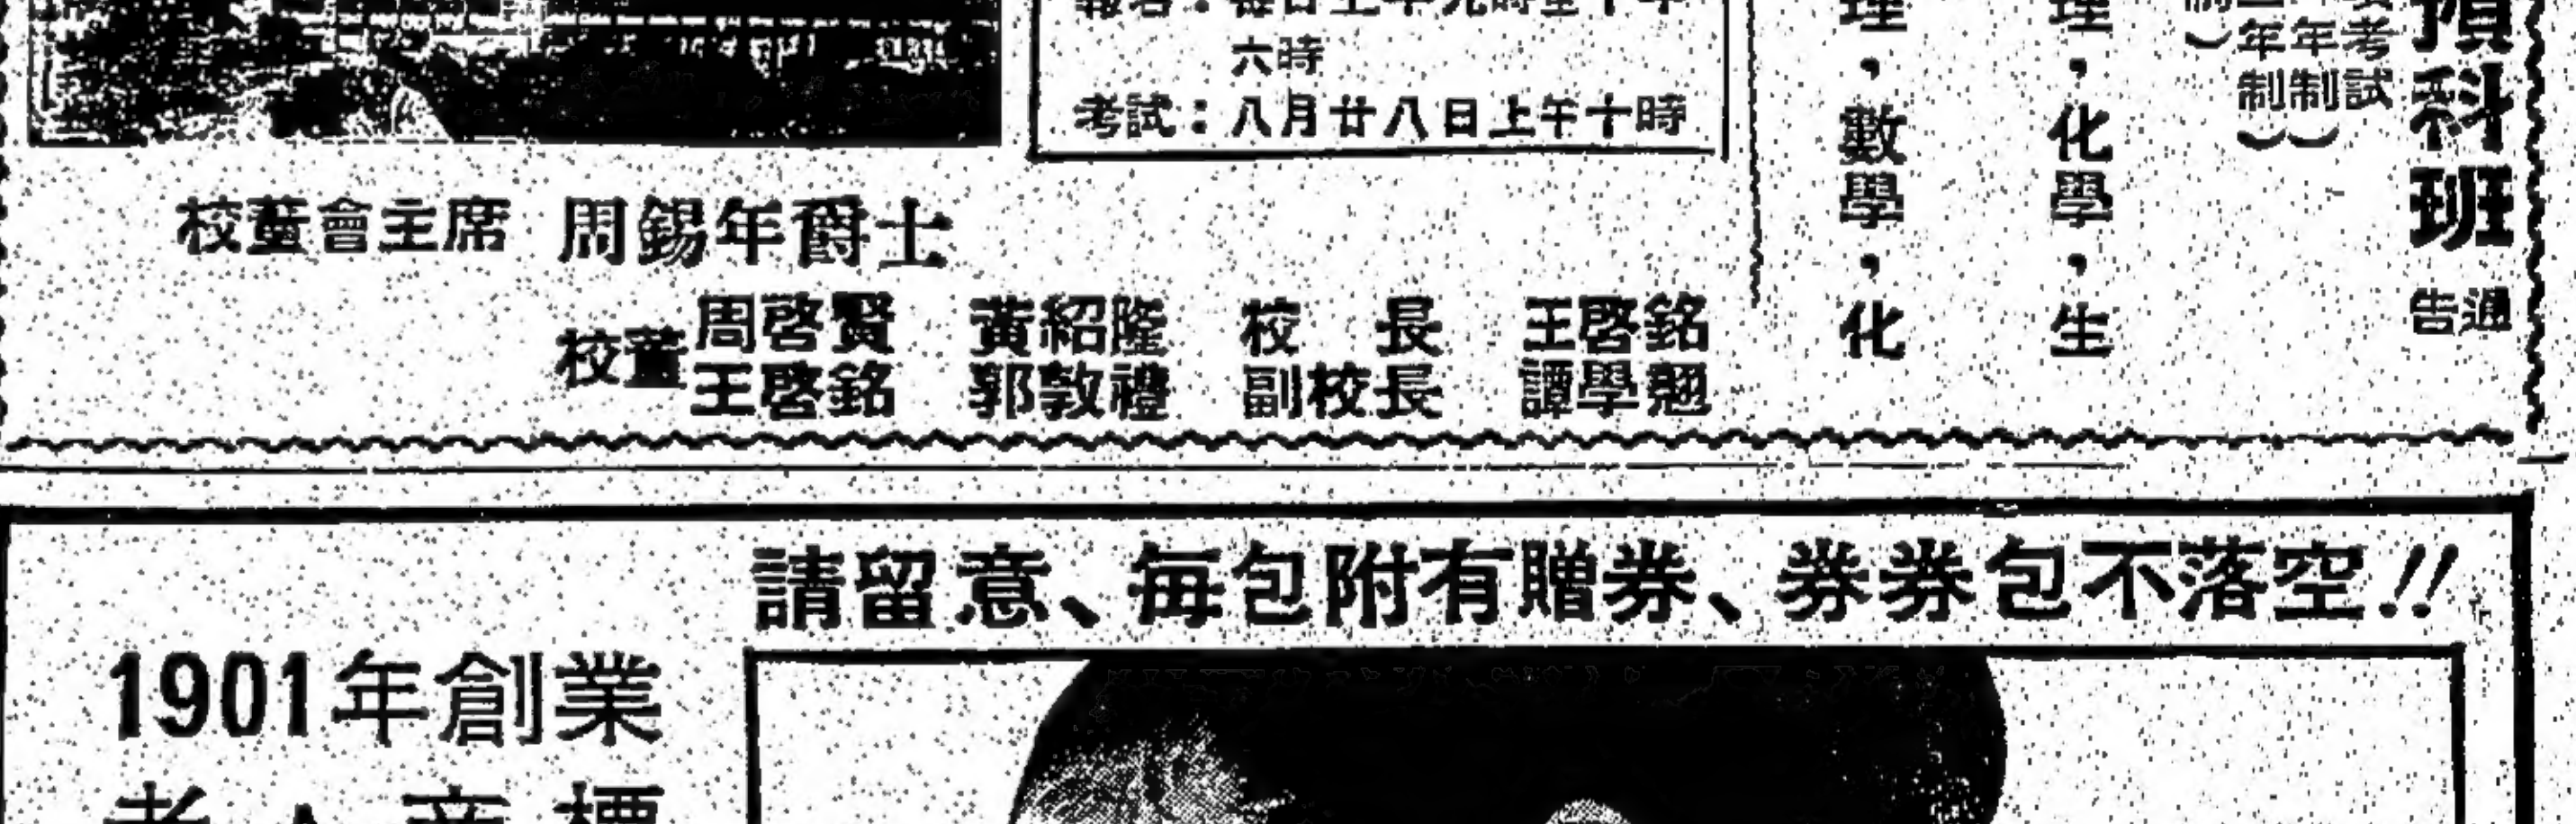 預科班
通告
考試
年制）
年制）
化學，生
數學，化
六時
考試：八月廿八日上午十時
校董會主席 周錫年爵士
校董 周啓賢 黃紹隆 校長 王啓銘
王啓銘 郭敦禮 副校長 譚學翹
請留意、每包附有贈券、券券包不落空!!
1901年創業